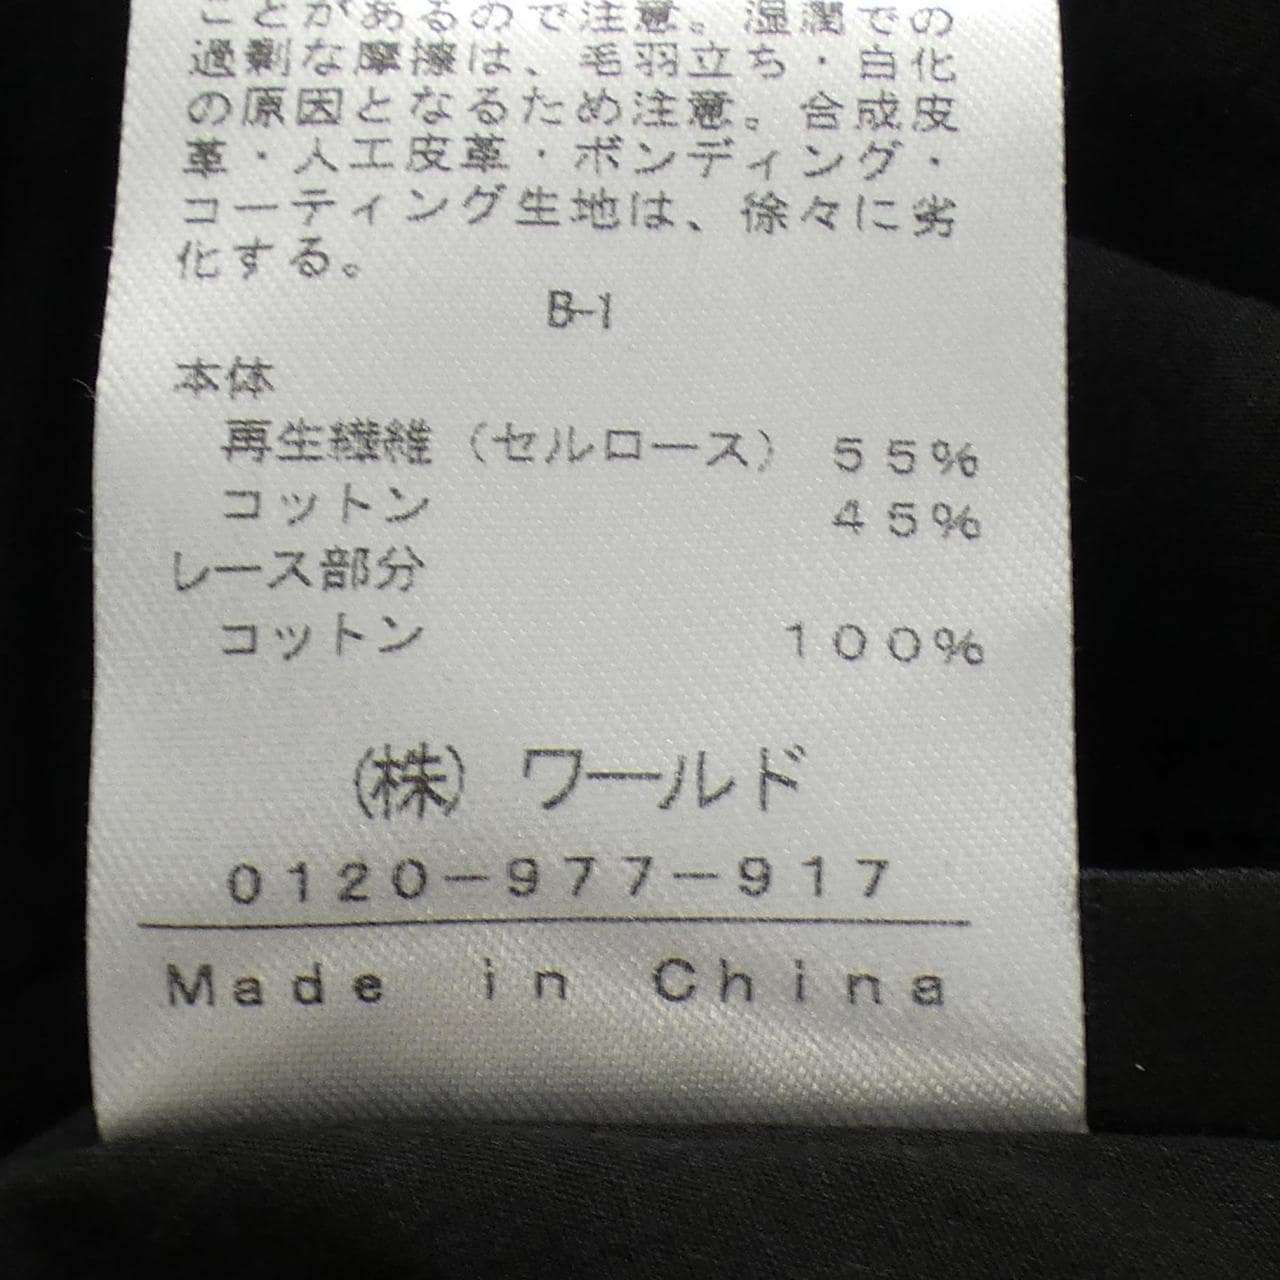 ことがあるので注意。湿潤での
過剰な摩擦は、毛羽立ち・白化
の原因となるため注意。合成皮
革・人工皮革・ボンディング・
コーティング生地は、徐々に劣
化する。
B-1
本体
再生繊維（セルロース） 55%
コットン 45%
レース部分
コットン 100%
(株) ワールド
0120-977-917
Made in China